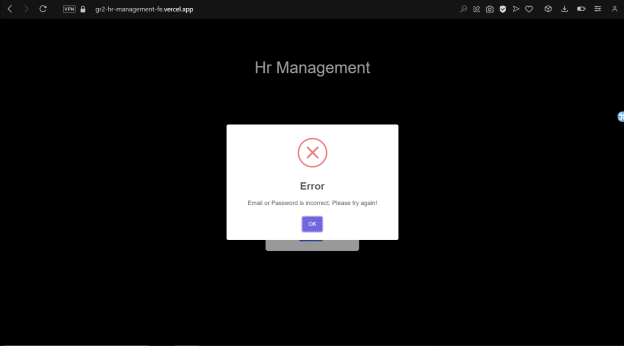 VPN
gr2-hr-management-fe.vercel.app
Hr Management
Error
Email or Password is incorrect. Please try again!
OK